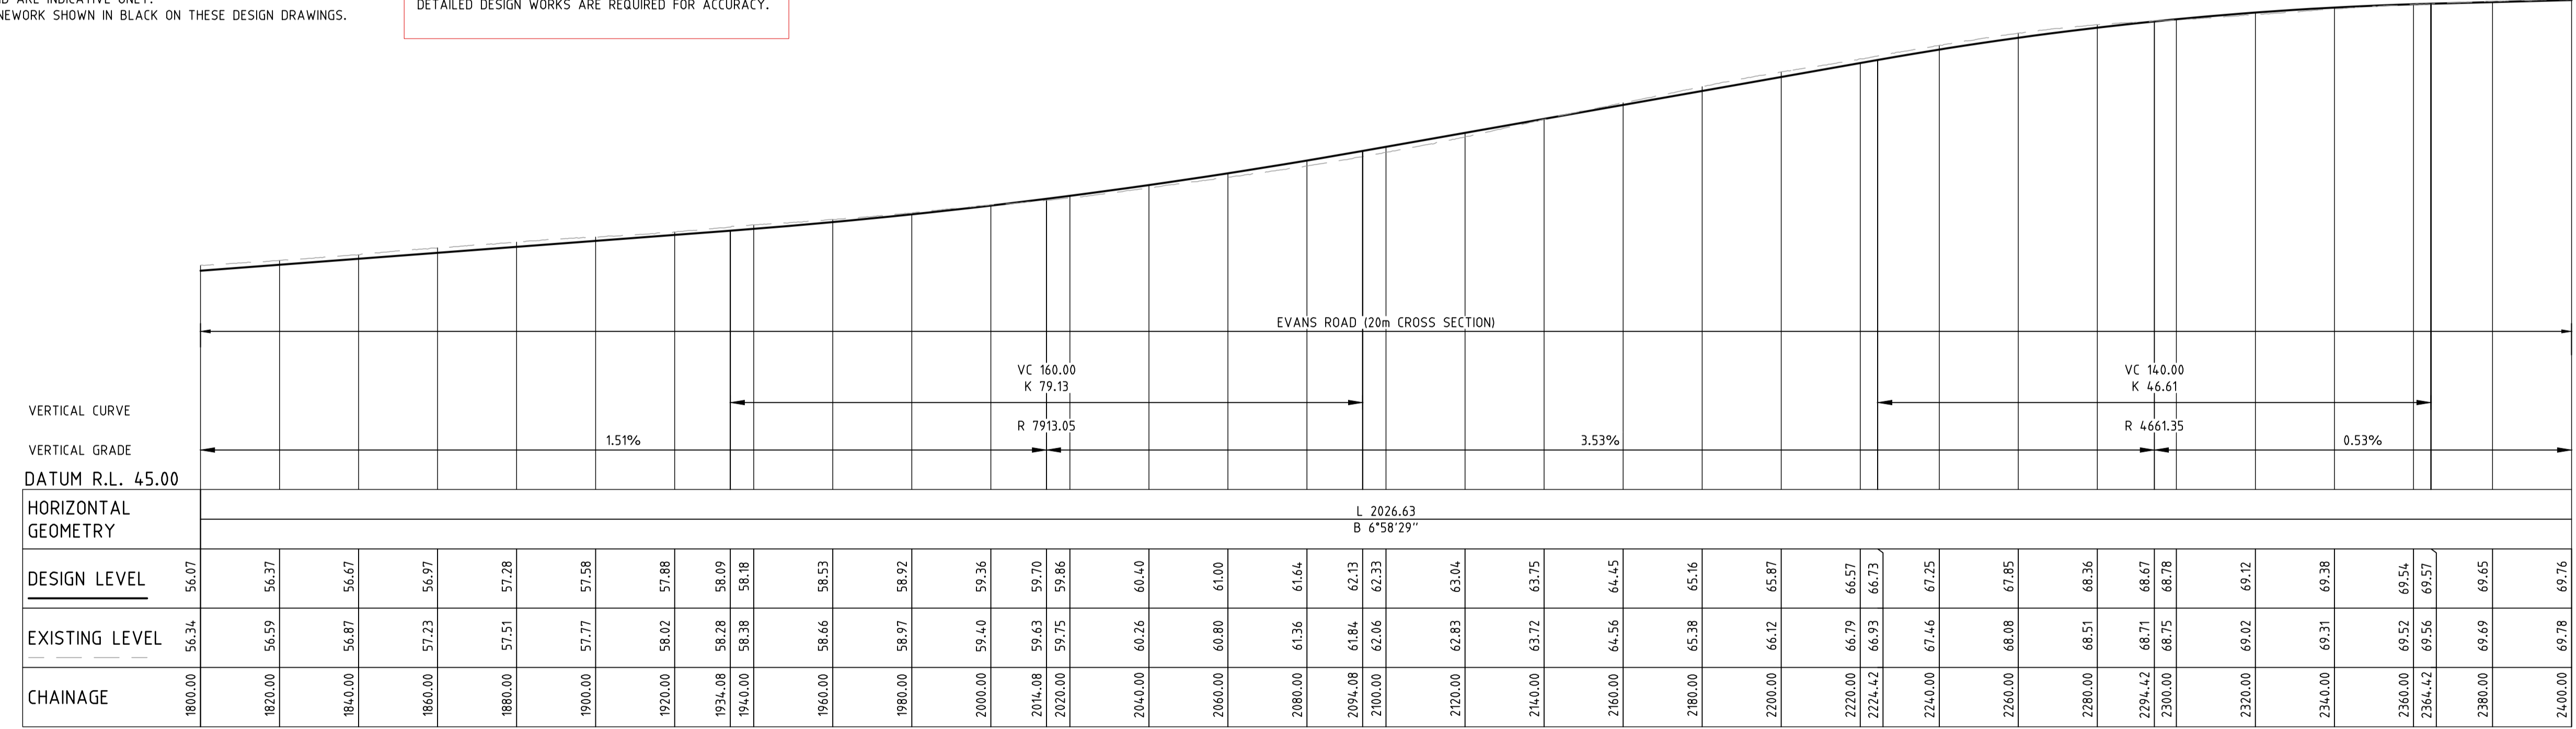 ARE INDICATIVE ONLY.
SHOWN IN BLACK ON THESE DESIGN DRAWINGS.
DETAILED DESIGN WORKS ARE REQUIRED FOR ACCURACY.
EVANS ROAD (20m CROSS SECTION)
VC 160.00
K 79.13
R 7913.05
VC 140.00
K 46.61
R 4661.35
VERTICAL CURVE
VERTICAL GRADE
1.51%
3.53%
0.53%
DATUM R.L. 45.00
HORIZONTAL
GEOMETRY
L 2026.63
B 6°58'29"
DESIGN LEVEL 56.07 56.37 56.67 56.97 57.28 57.58 57.88 58.09 58.18 58.53 58.92 59.36 59.70 59.86 60.40 61.00 61.64 62.13 62.33 63.04 63.75 64.45 65.16 65.87 66.57 66.73 67.25 67.85 68.36 68.67 68.78 69.12 69.38 69.54 69.57 69.65 69.76
EXISTING LEVEL 56.34 56.59 56.87 57.23 57.51 57.77 58.02 58.28 58.38 58.66 58.97 59.40 59.63 59.75 60.26 60.80 61.36 61.84 62.06 62.83 63.72 64.56 65.38 66.12 66.79 66.93 67.46 68.08 68.51 68.71 68.75 69.02 69.31 69.52 69.56 69.69 69.78
CHAINAGE 1800.00 1820.00 1840.00 1860.00 1880.00 1900.00 1920.00 1934.08 1940.00 1960.00 1980.00 2000.00 2014.08 2020.00 2040.00 2060.00 2080.00 2094.08 2100.00 2120.00 2140.00 2160.00 2180.00 2200.00 2220.00 2224.42 2240.00 2260.00 2280.00 2294.42 2300.00 2320.00 2340.00 2360.00 2364.42 2380.00 2400.00